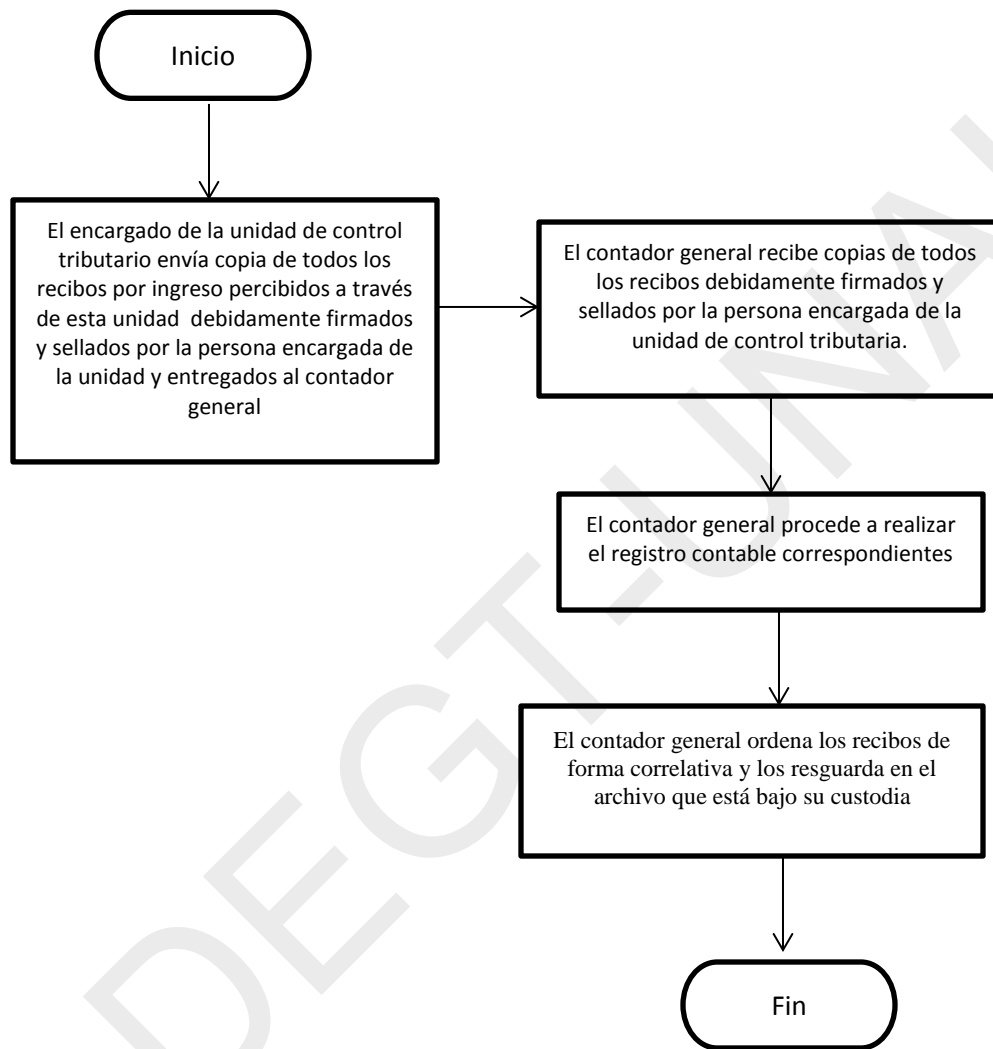 Inicio
El encargado de la unidad de control
tributario envía copia de todos los
recibos por ingreso percibidos a través
de esta unidad debidamente firmados
y sellados por la persona encargada de
la unidad y entregados al contador
general
El contador general recibe copias de todos
los recibos debidamente firmados y
sellados por la persona encargada de la
unidad de control tributaria.
El contador general procede a realizar
el registro contable correspondientes
El contador general ordena los recibos de
forma correlativa y los resguarda en el
archivo que está bajo su custodia
Fin
DEGT-UNA